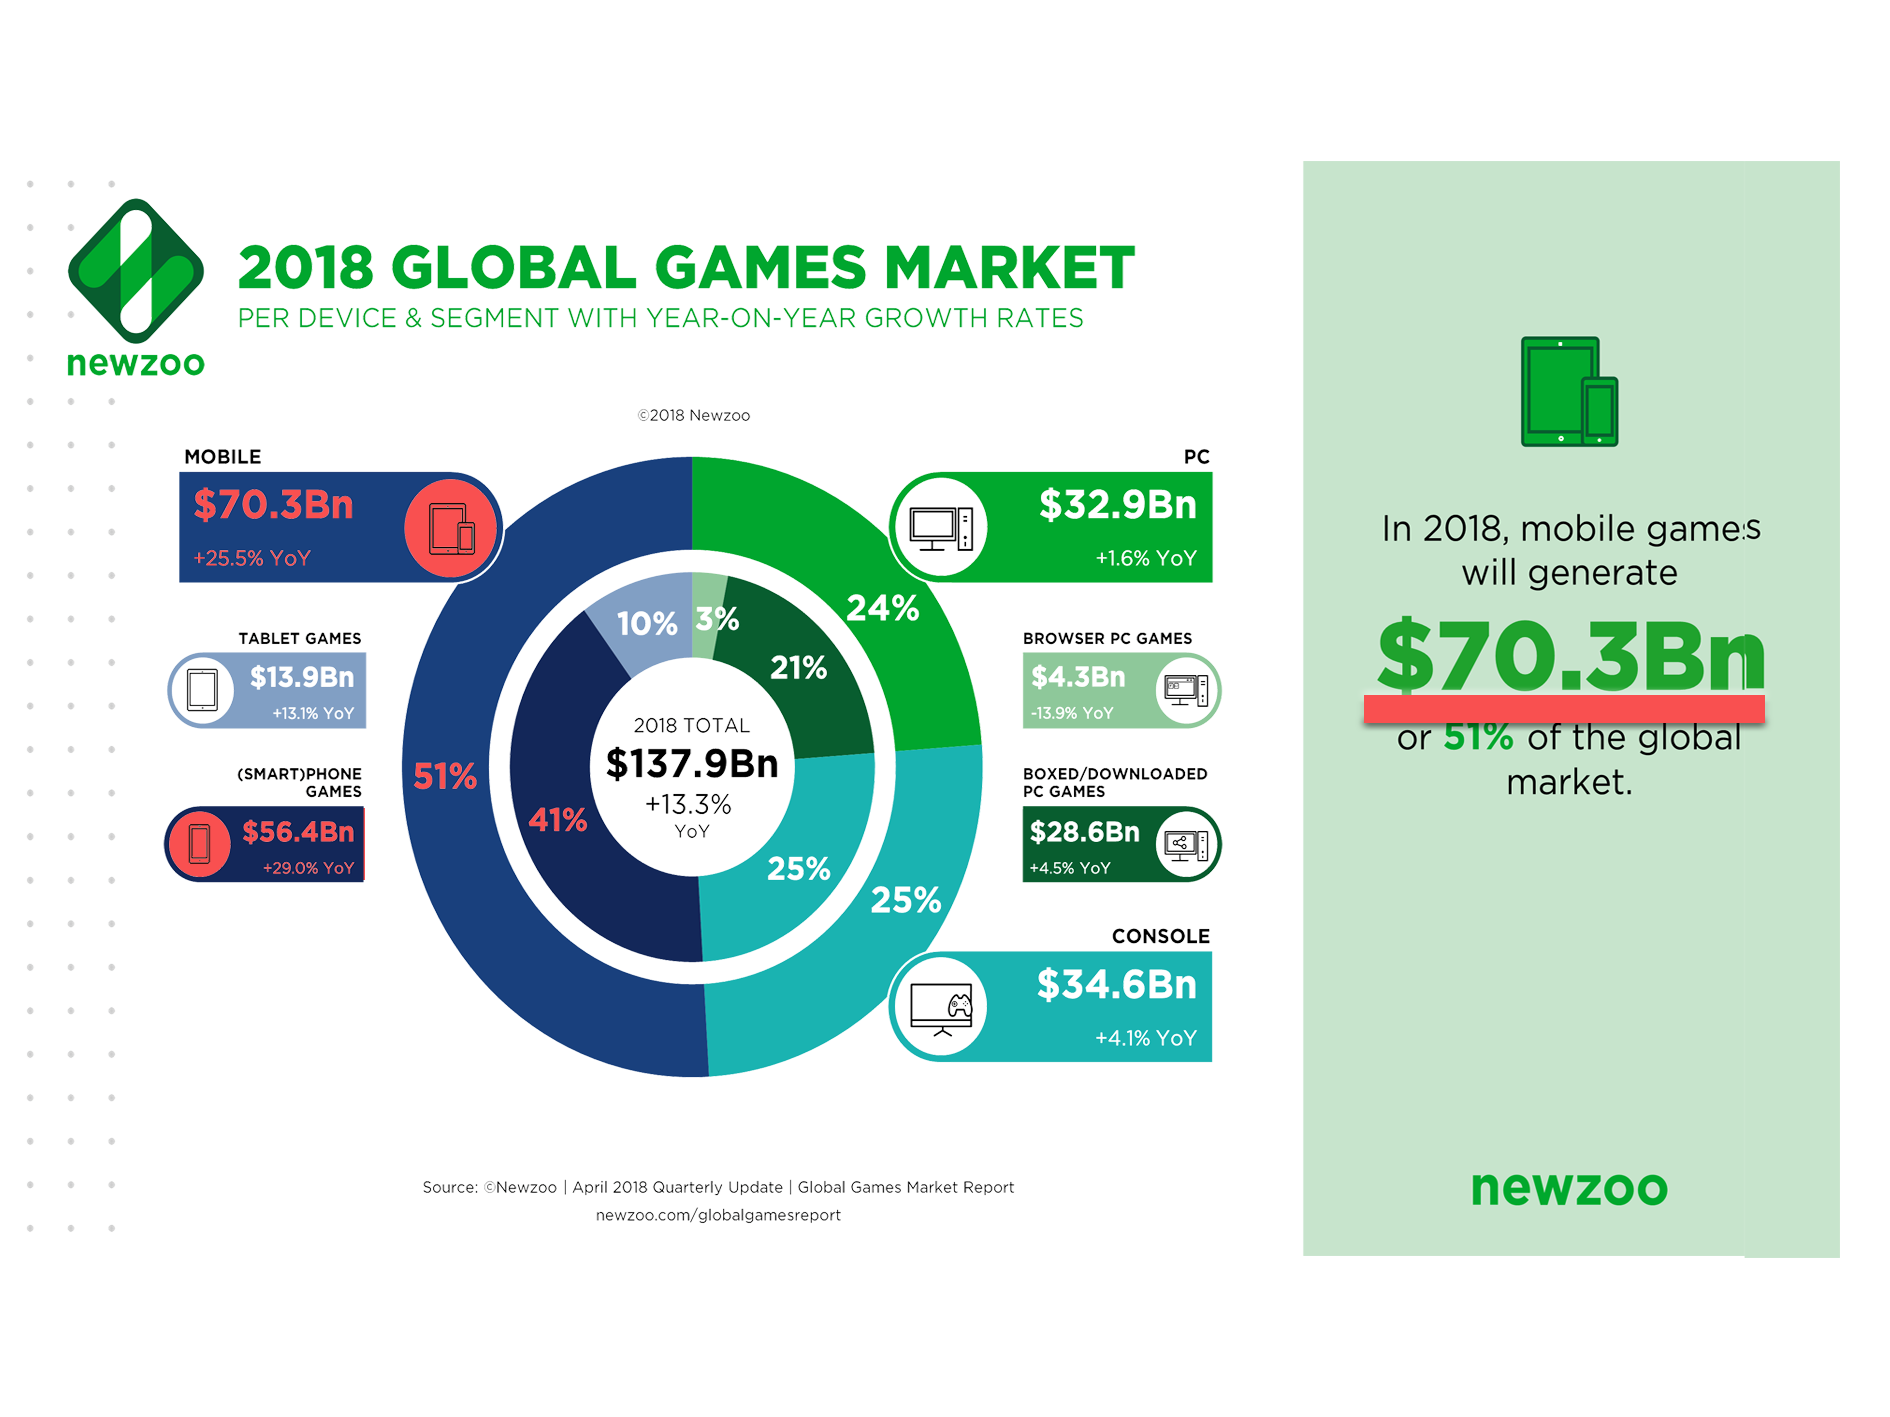 newzoo
2018 GLOBAL GAMES MARKET
PER DEVICE & SEGMENT WITH YEAR-ON-YEAR GROWTH RATES
©2018 Newzoo
MOBILE
$70.3Bn
+25.5% YoY
TABLET GAMES
$13.9Bn
+13.1% YoY
(SMART)PHONE
GAMES
$56.4Bn
+29.0% YoY
51%
41%
10%
3%
21%
24%
25%
25%
2018 TOTAL
$137.9Bn
+13.3%
YoY
PC
$32.9Bn
+1.6% YoY
BROWSER PC GAMES
$4.3Bn
-13.9% YoY
BOXED/DOWNLOADED
PC GAMES
$28.6Bn
+4.5% YoY
CONSOLE
$34.6Bn
+4.1% YoY
Source: ©Newzoo | April 2018 Quarterly Update | Global Games Market Report
newzoo.com/globalgamesreport
In 2018, mobile games
will generate
$70.3Bn
or 51% of the global
market.
newzoo